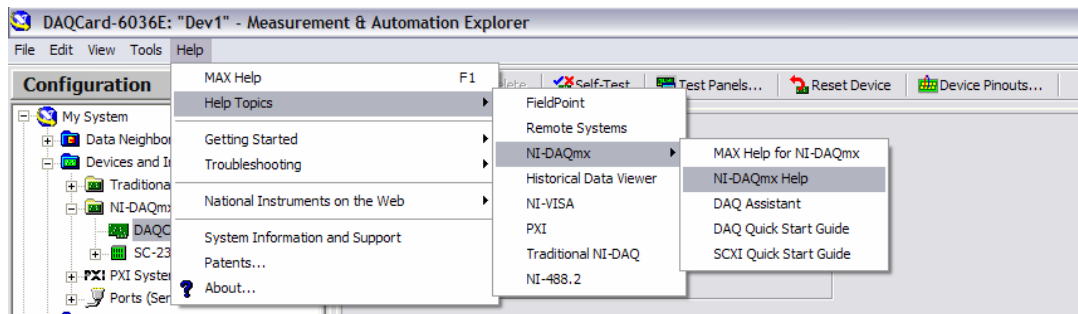 DAQCard-6036E: "Dev1" - Measurement & Automation Explorer
File Edit View Tools Help
Configuration
Self-Test Test Panels... Reset Device Device Pinouts...
My System
Data Neighbo
Devices and I
Traditiona
NI-DAQm
DAQC
SC-23
PXI PXI Syste
Ports (Ser
MAX Help F1
Help Topics
Getting Started
Troubleshooting
National Instruments on the Web
System Information and Support
Patents...
About...
FieldPoint
Remote Systems
NI-DAQmx
Historical Data Viewer
NI-VISA
PXI
Traditional NI-DAQ
NI-488.2
MAX Help for NI-DAQmx
NI-DAQmx Help
DAQ Assistant
DAQ Quick Start Guide
SCXI Quick Start Guide